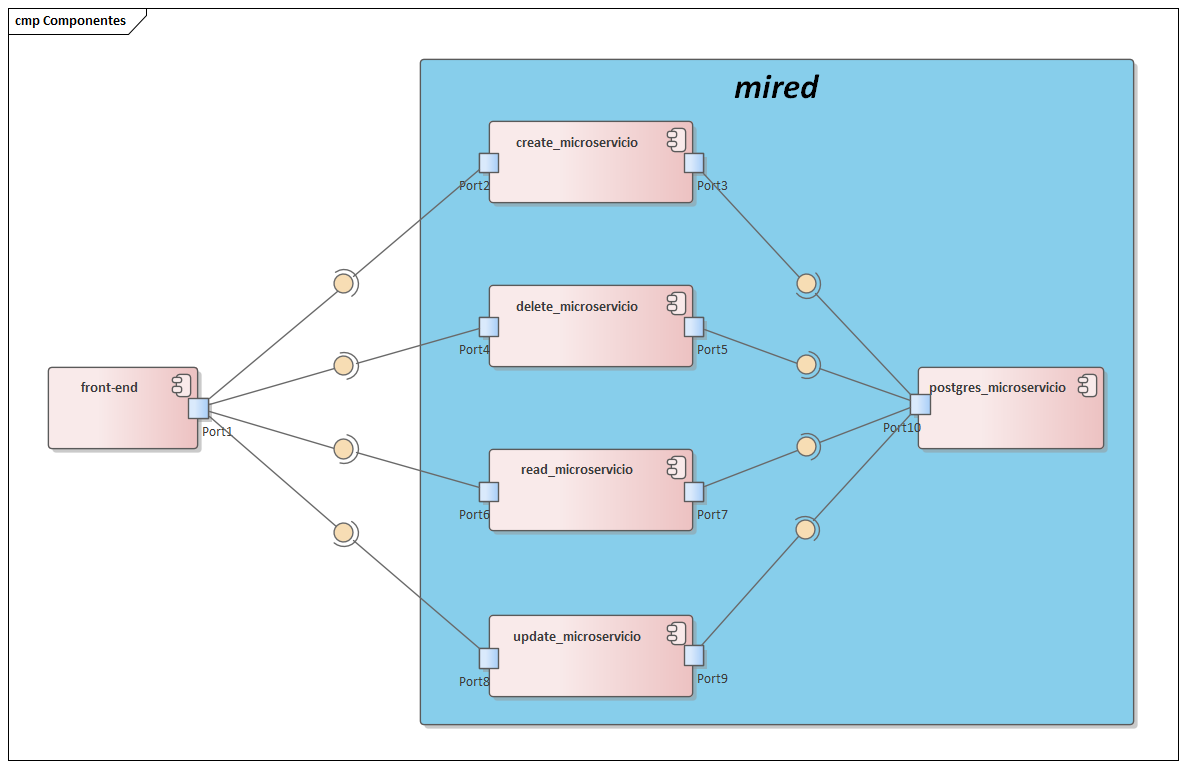 cmp Componentes
mired
create_microservicio
Port2
Port3
delete_microservicio
Port4
Port5
front-end
Port1
postgres_microservicio
Port10
read_microservicio
Port6
Port7
update_microservicio
Port8
Port9